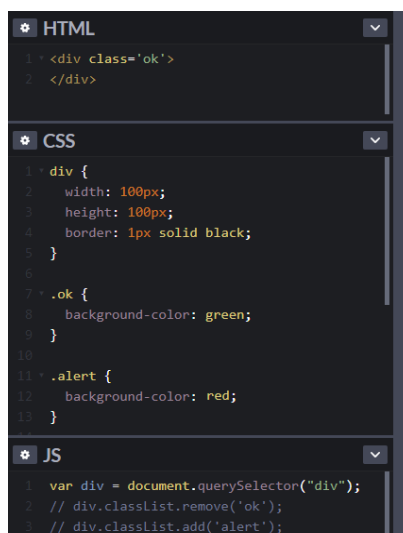 HTML
1 <div class='ok'>
2 </div>
CSS
1 div {
2 width: 100px;
3 height: 100px;
4 border: 1px solid black;
5 }
6
7 .ok {
8 background-color: green;
9 }
10
11 .alert {
12 background-color: red;
13 }
JS
1 var div = document.querySelector("div");
2 // div.classList.remove('ok');
3 // div.classList.add('alert');